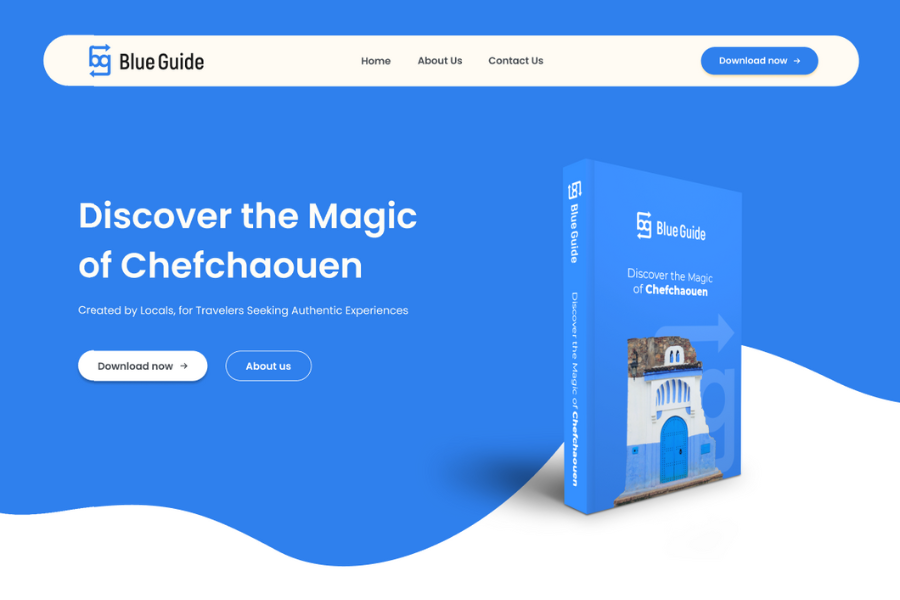 bg Blue Guide
Home
About Us
Contact Us
Download now →
Discover the Magic
of Chefchaouen
Created by Locals, for Travelers Seeking Authentic Experiences
Download now →
About us
bg Blue Guide
Discover the Magic of Chefchaouen
bg Blue Guide
Discover the Magic
of Chefchaouen
bg